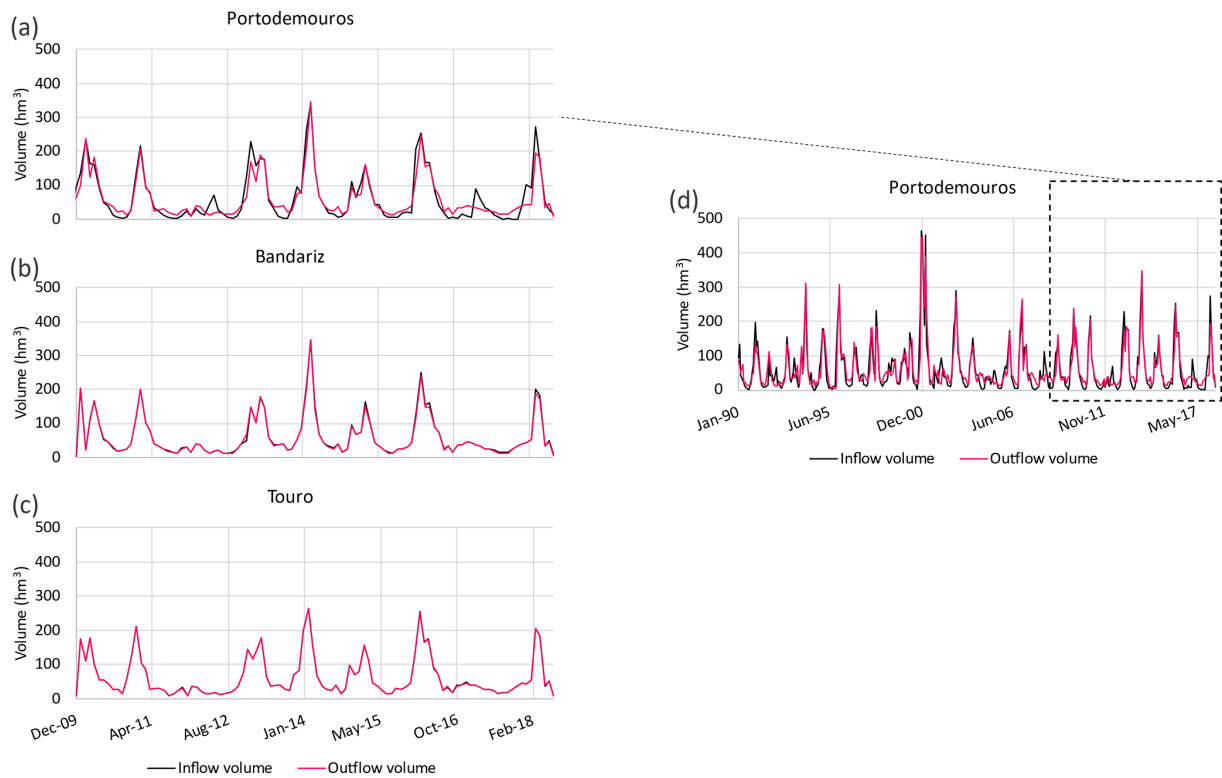 (a)
Portodemouros
Volume (hm³)
500
400
300
200
100
0
(b)
Bandariz
Volume (hm³)
500
400
300
200
100
0
(c)
Touro
Volume (hm³)
500
400
300
200
100
0
Dec-09 Apr-11 Aug-12 Jan-14 May-15 Oct-16 Feb-18
Inflow volume Outflow volume
(d)
Portodemouros
Volume (hm³)
500
400
300
200
100
0
Jan-90 Jun-95 Dec-00 Jun-06 Nov-11 May-17
Inflow volume Outflow volume